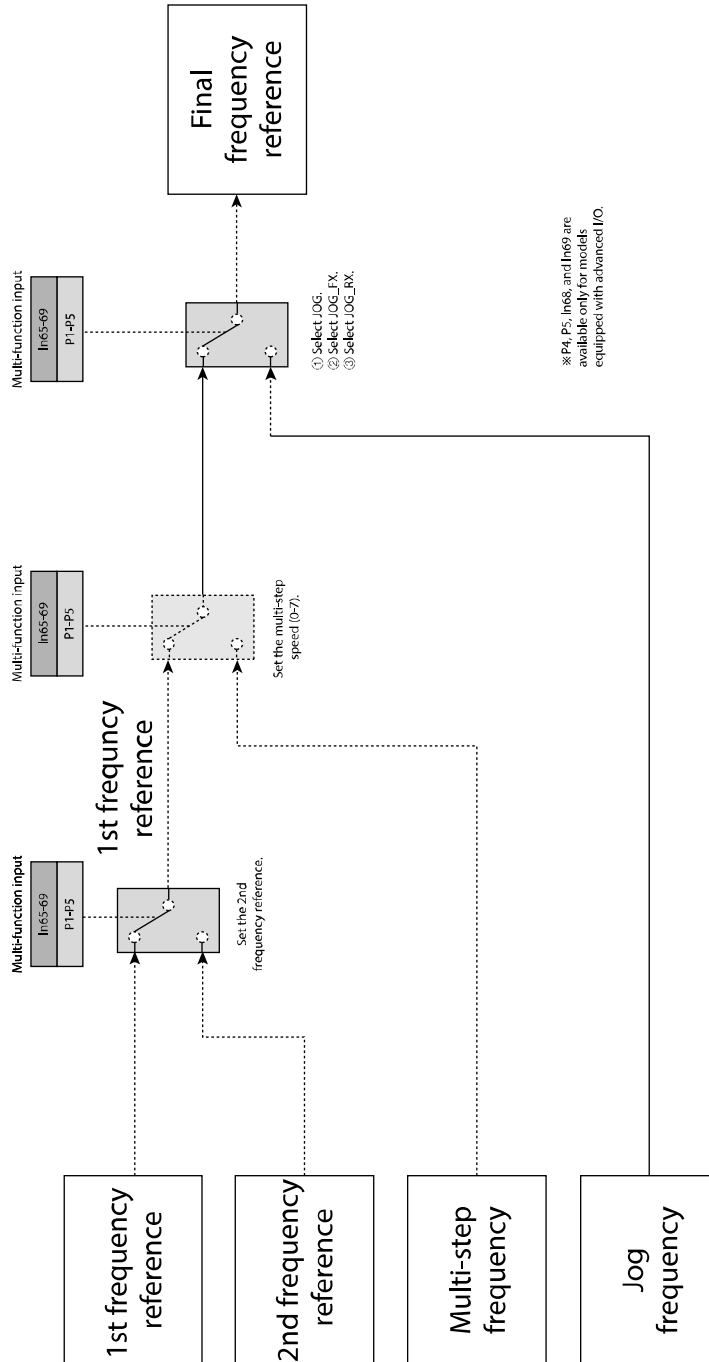 Multi-function input
In65-69
P1-P5
Multi-function input
In65-69
P1-P5
Multi-function input
In65-69
P1-P5
1st frequency
reference
2nd frequency
reference
Multi-step
frequency
Jog
frequency
Set the 2nd
frequency reference.
1st frequncy
reference
Set the multi-step
speed (0-7).
① Select JOG.
② Select JOG_FX.
③ Select JOG_RX.
Final
frequency
reference
※P4, P5, In68, and In69 are
available only for models
equipped with advanced I/O.